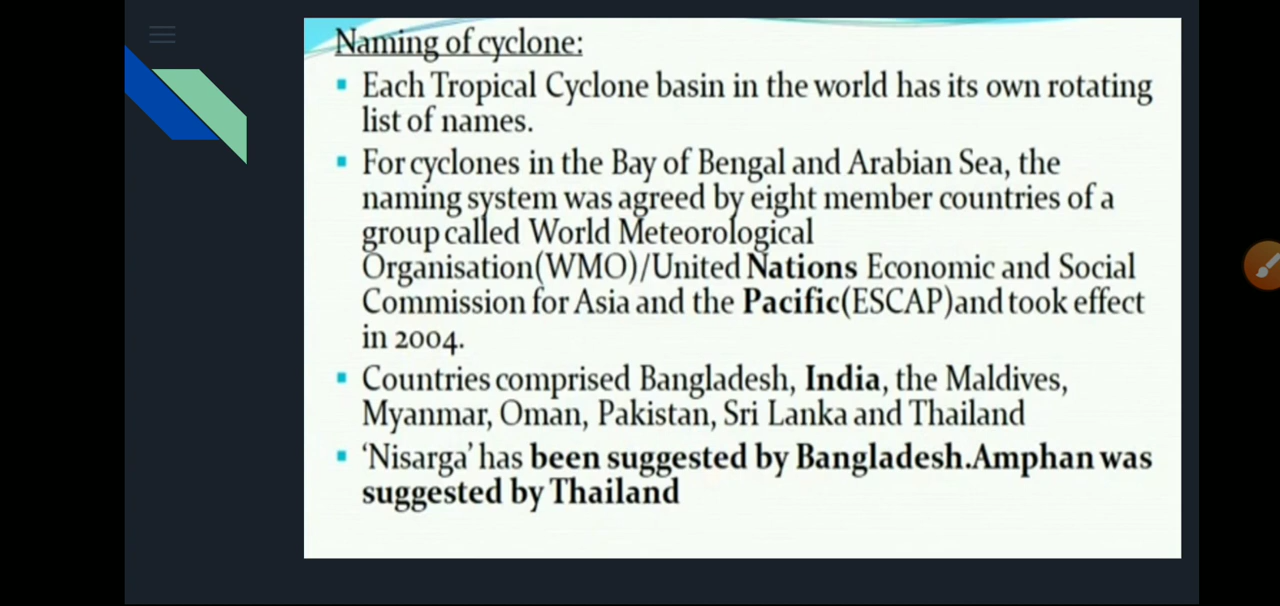 Naming of cyclone:
▪ Each Tropical Cyclone basin in the world has its own rotating
list of names.
▪ For cyclones in the Bay of Bengal and Arabian Sea, the
naming system was agreed by eight member countries of a
group called World Meteorological
Organisation(WMO)/United Nations Economic and Social
Commission for Asia and the Pacific(ESCAP)and took effect
in 2004.
▪ Countries comprised Bangladesh, India, the Maldives,
Myanmar, Oman, Pakistan, Sri Lanka and Thailand
▪ ‘Nisarga’ has been suggested by Bangladesh.Amphan was
suggested by Thailand